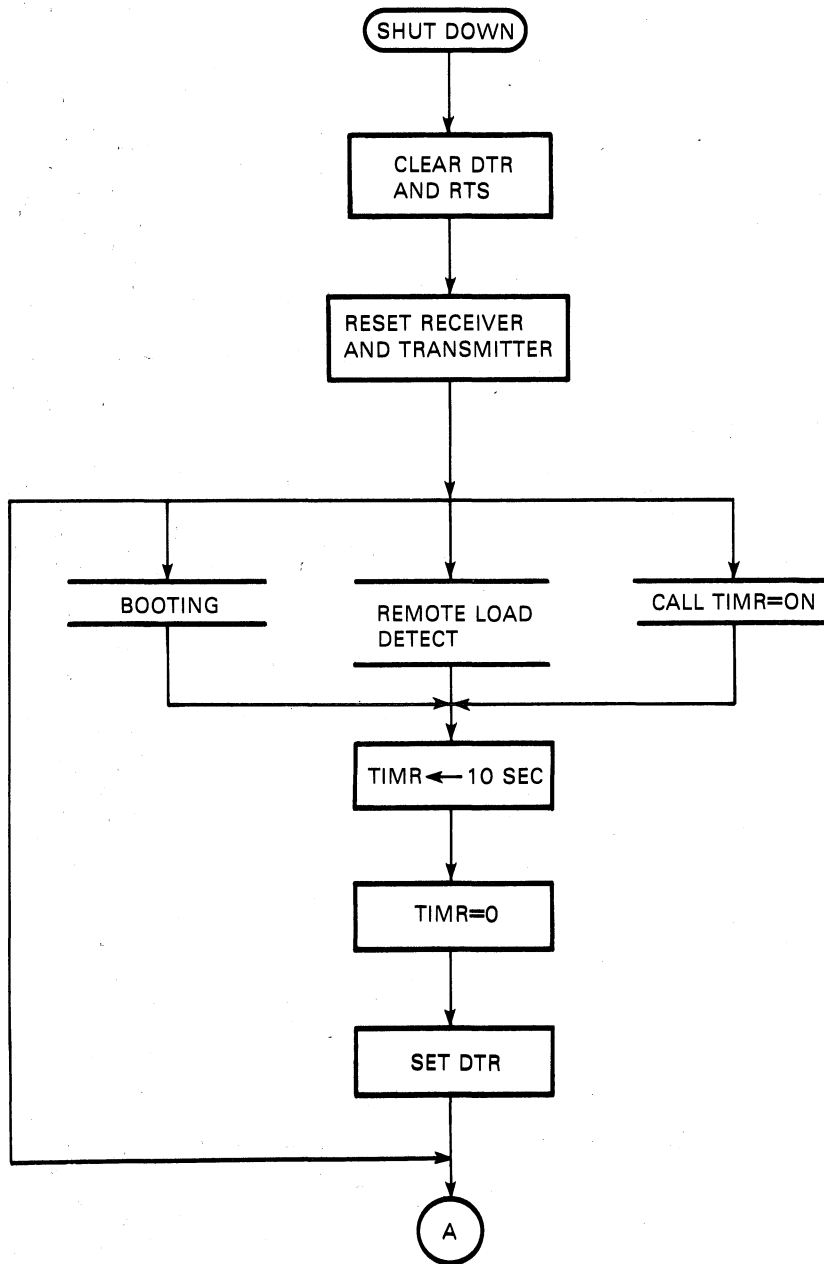 SHUT DOWN
CLEAR DTR
AND RTS
RESET RECEIVER
AND TRANSMITTER
BOOTING
REMOTE LOAD
DETECT
CALL TIMR=ON
TIMR ← 10 SEC
TIMR=0
SET DTR
A